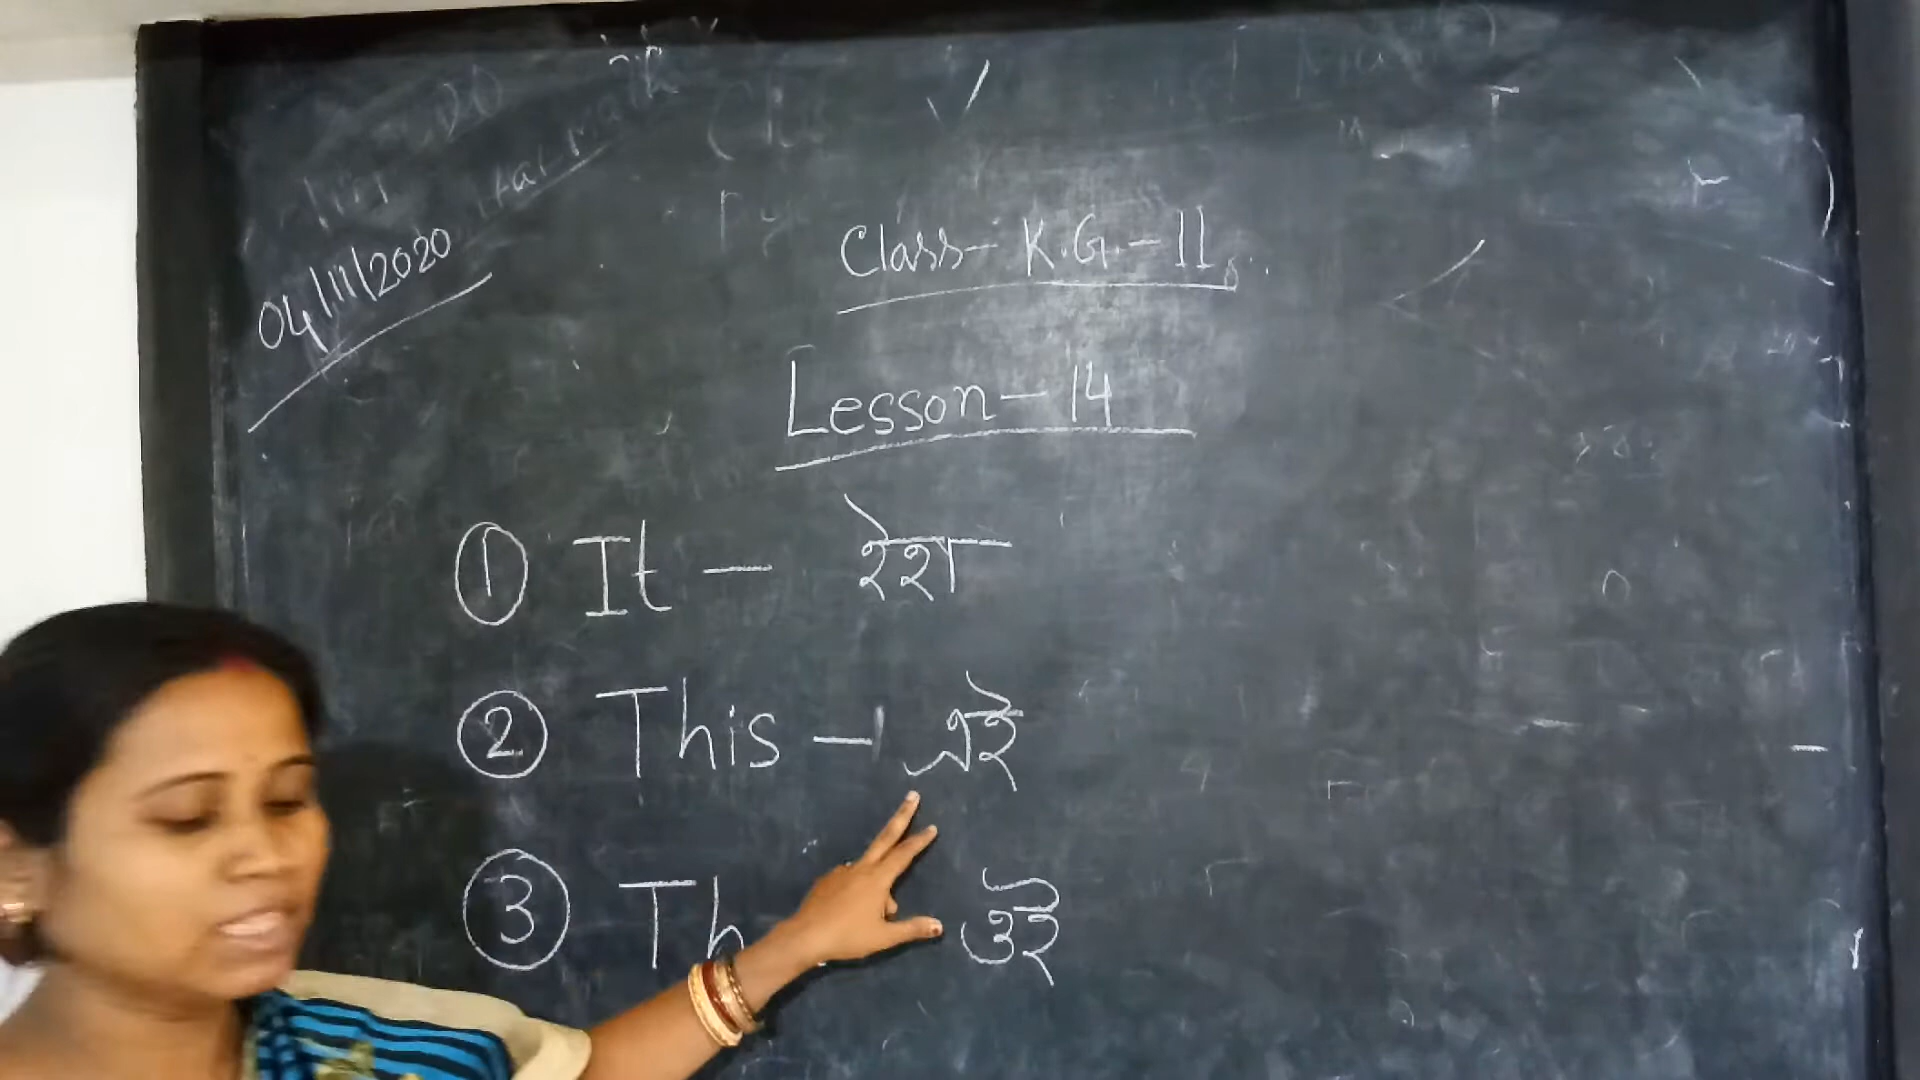 04/11/2020
Class- K.G.-II
Lesson-14
① It - ইহা
② This - এই
③ Th ওই